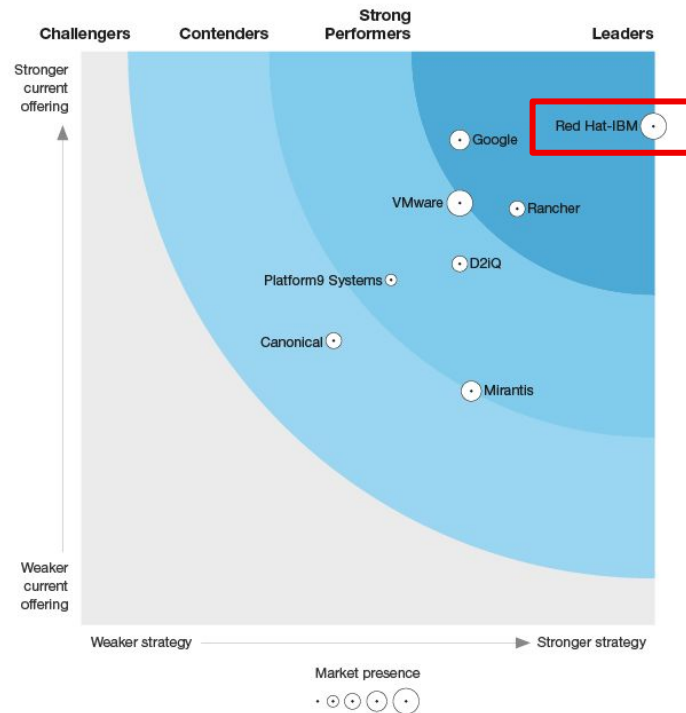 Challengers
Contenders
Strong
Performers
Leaders
Stronger
current
offering
Red Hat-IBM
Google
VMware
Rancher
D2iQ
Platform9 Systems
Canonical
Mirantis
Weaker
current
offering
Weaker strategy
Stronger strategy
Market presence